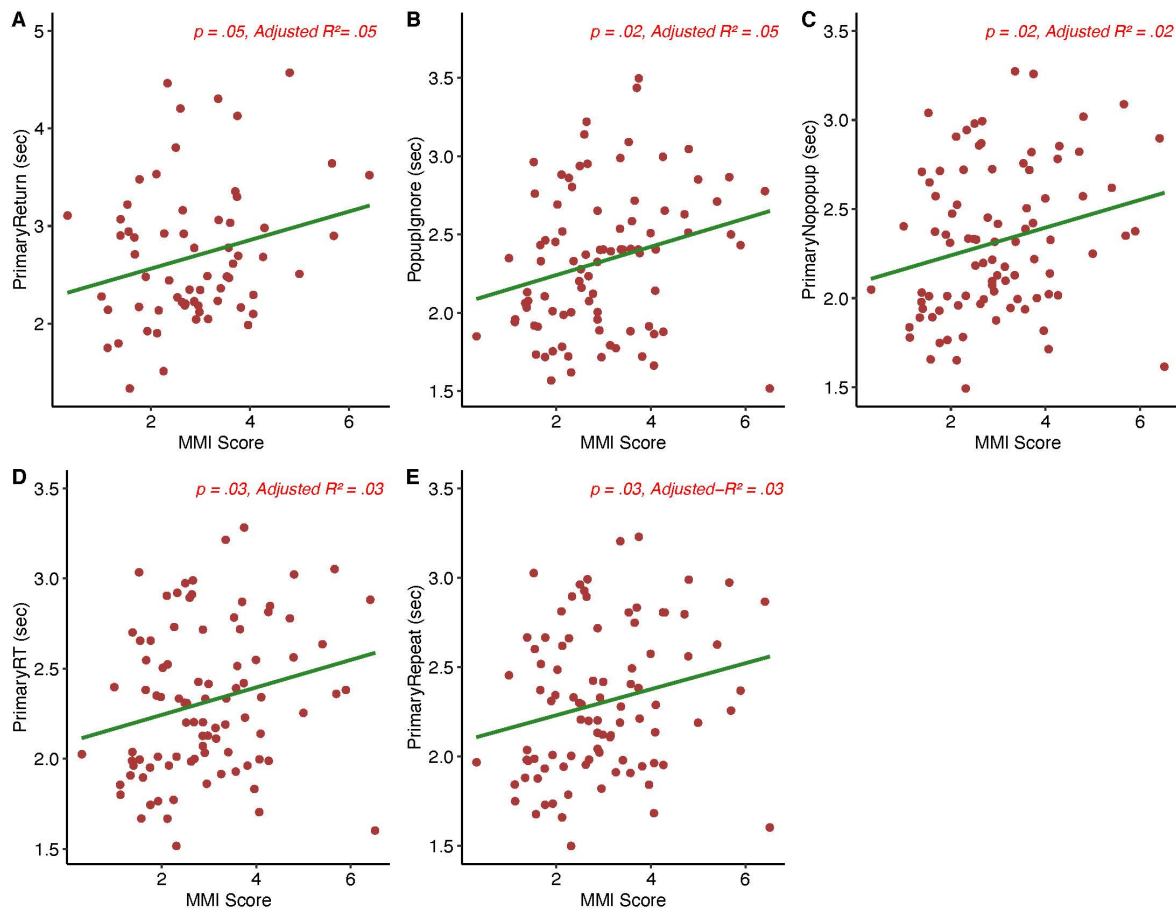 A
p = .05, Adjusted R²= .05
PrimaryReturn (sec)
5
4
3
2
2
4
6
MMI Score
B
p = .02, Adjusted R² = .05
PopupIgnore (sec)
3.5
3.0
2.5
2.0
1.5
2
4
6
MMI Score
C
p = .02, Adjusted R² = .02
PrimaryNopopup (sec)
3.0
2.5
2.0
1.5
2
4
6
MMI Score
D
p = .03, Adjusted R² = .03
PrimaryRT (sec)
3.5
3.0
2.5
2.0
1.5
2
4
6
MMI Score
E
p = .03, Adjusted−R² = .03
PrimaryRepeat (sec)
3.5
3.0
2.5
2.0
1.5
2
4
6
MMI Score